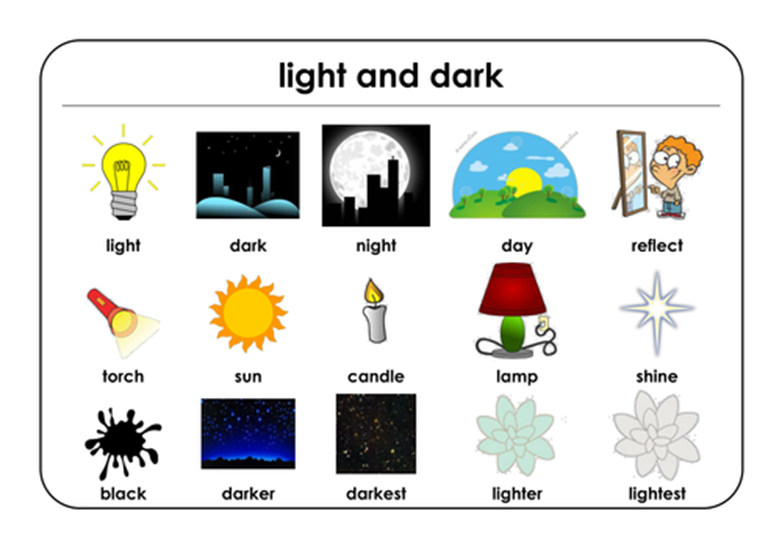 light and dark
light dark night day reflect
torch sun candle lamp shine
black darker darkest lighter lightest